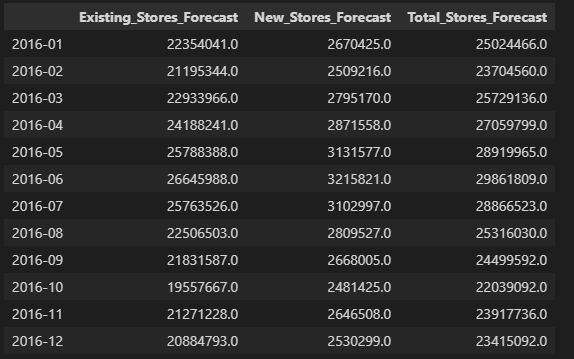 Existing_Stores_Forecast New_Stores_Forecast Total_Stores_Forecast
2016-01 22354041.0 2670425.0 25024466.0
2016-02 21195344.0 2509216.0 23704560.0
2016-03 22933966.0 2795170.0 25729136.0
2016-04 24188241.0 2871558.0 27059799.0
2016-05 25788388.0 3131577.0 28919965.0
2016-06 26645988.0 3215821.0 29861809.0
2016-07 25763526.0 3102997.0 28866523.0
2016-08 22506503.0 2809527.0 25316030.0
2016-09 21831587.0 2668005.0 24499592.0
2016-10 19557667.0 2481425.0 22039092.0
2016-11 21271228.0 2646508.0 23917736.0
2016-12 20884793.0 2530299.0 23415092.0